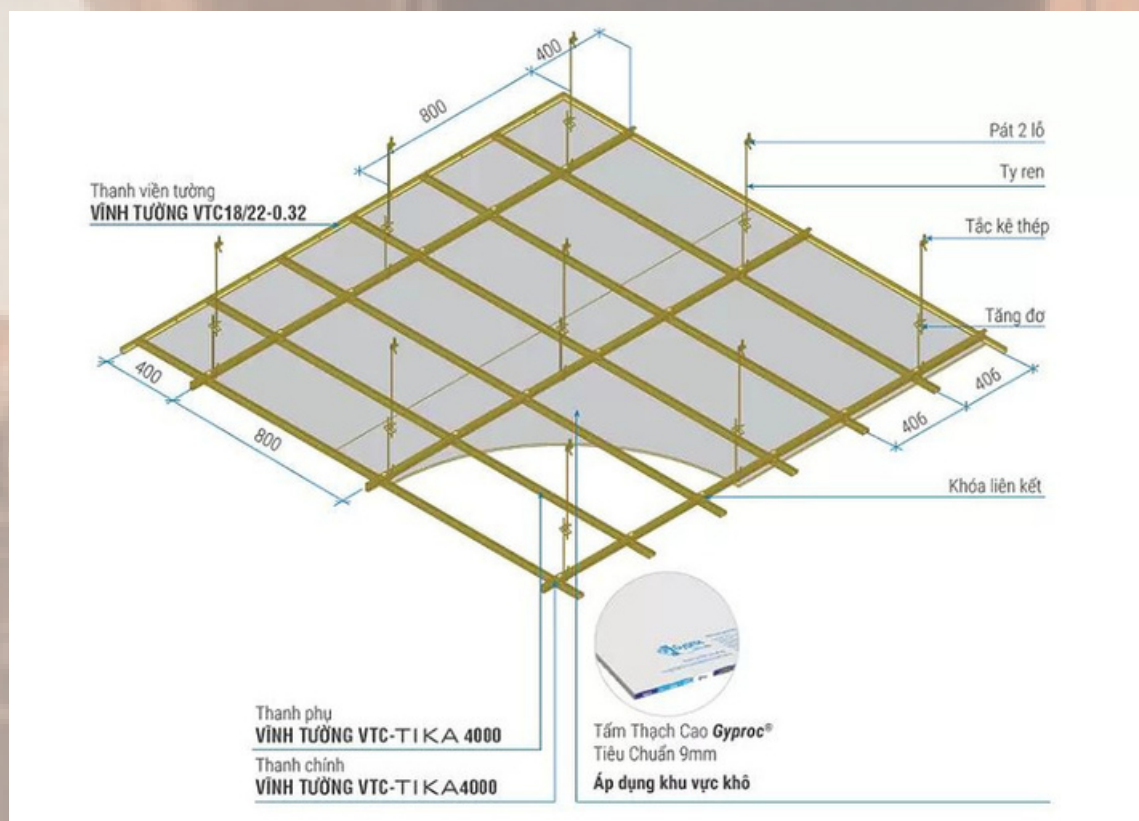 400
800
Pát 2 lỗ
Ty ren
Thanh viền tường
VĨNH TƯỜNG VTC18/22-0.32
Tắc kê thép
Tăng đơ
400
800
406
406
Khóa liên kết
Gyproc
Thanh phụ
VĨNH TƯỜNG VTC-TIKA 4000
Thanh chính
VĨNH TƯỜNG VTC-TIKA4000
Tấm Thạch Cao Gyproc®
Tiêu Chuẩn 9mm
Áp dụng khu vực khô